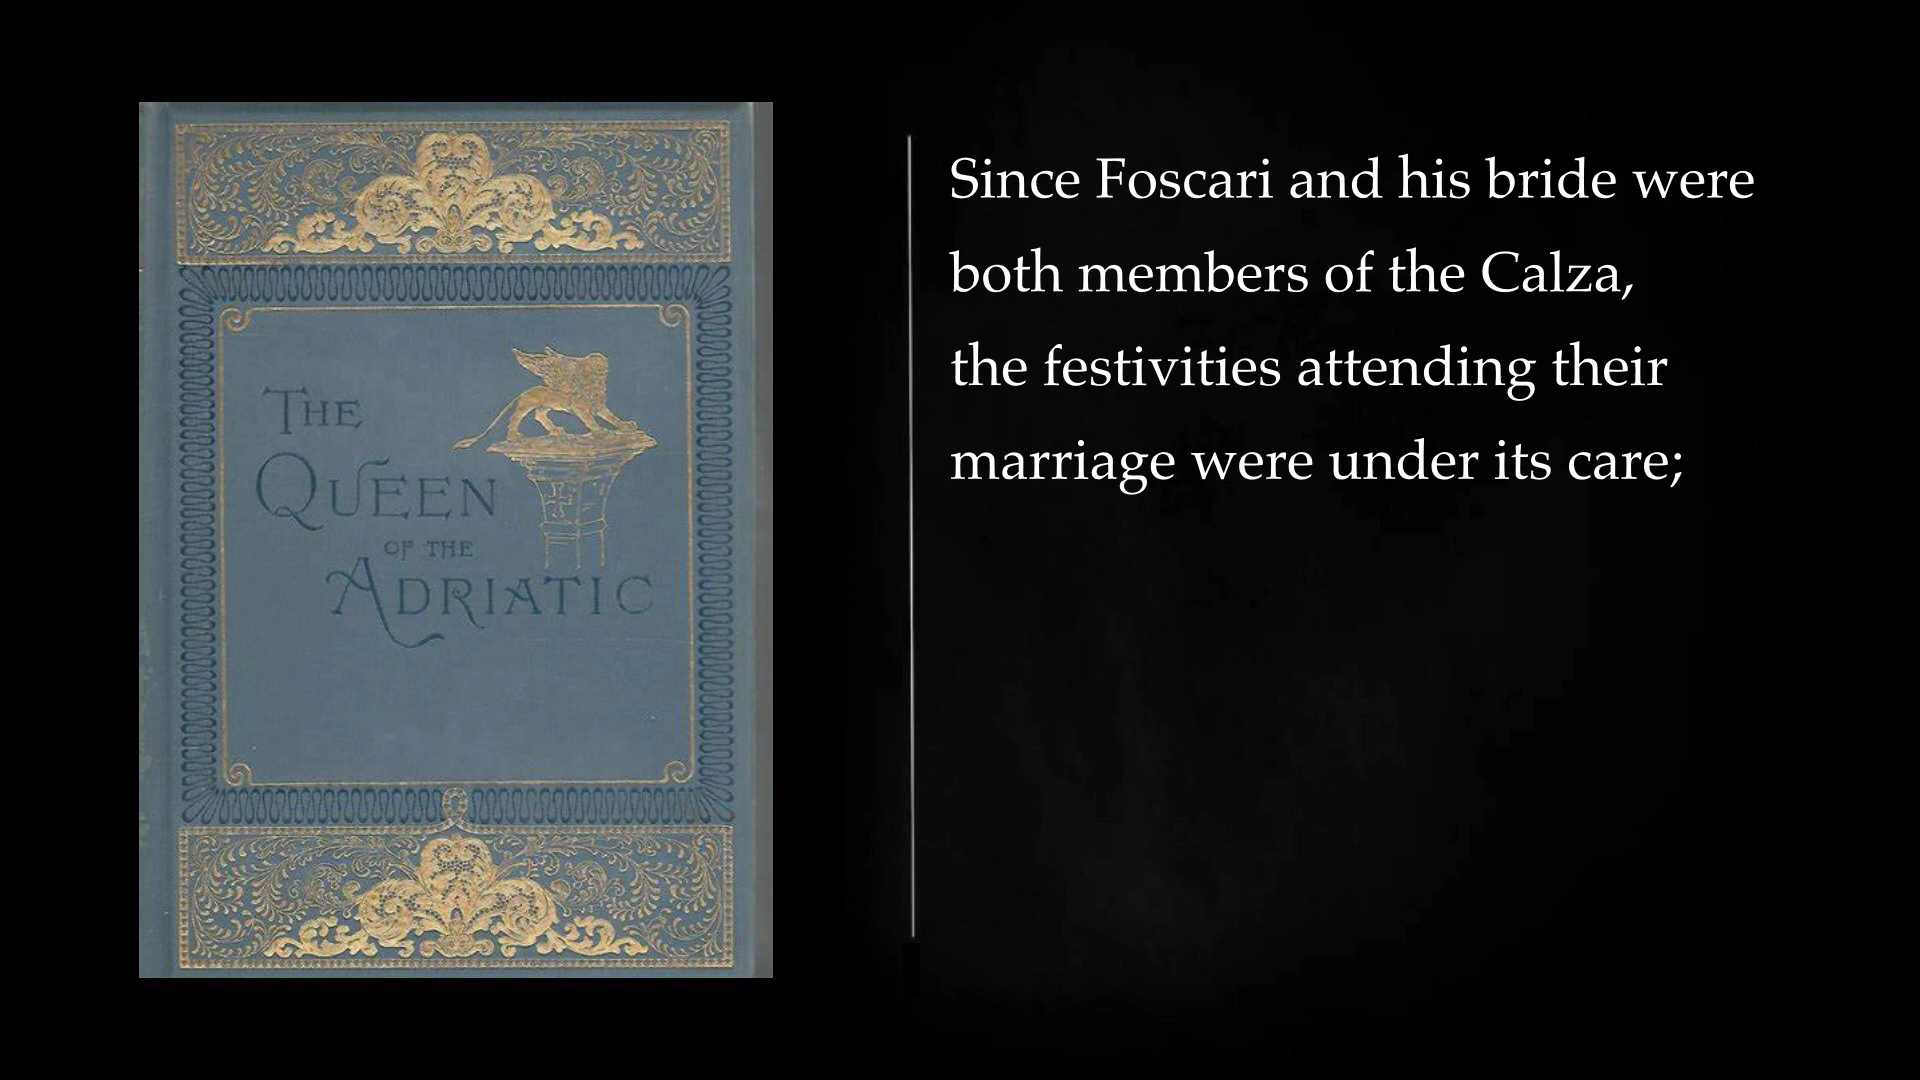 The
Queen
of the
Adriatic
Since Foscari and his bride were
both members of the Calza,
the festivities attending their
marriage were under its care;